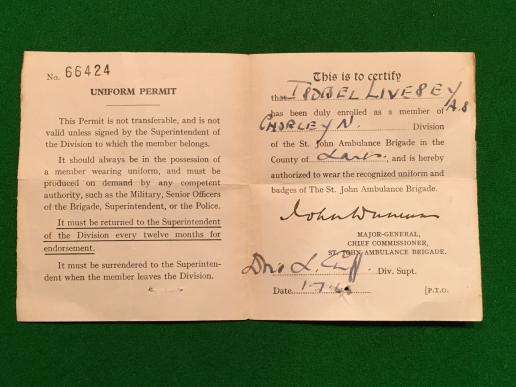 No. 66424
UNIFORM PERMIT
This Permit is not transferable, and is
not valid unless signed by the Superintendent
of the Division to which the member belongs.
It should always be in the possession
of a member wearing uniform, and must
be produced on demand by any competent
authority, such as the Military, Senior Officers
of the Brigade, Superintendent, or the Police.
It must be returned to the Superintendent
of the Division every twelve months for
endorsement.
It must be surrendered to the Superinten-
dent when the member leaves the Division.
This is to certify
that ISOBEL LIVESEY A.S
has been duly enrolled as a member of
CHORLEY N. Division
of the St. John Ambulance Brigade in the
County of Lancs, and is hereby
authorized to wear the recognized uniform and
badges of The St. John Ambulance Brigade.
MAJOR-GENERAL,
CHIEF COMMISSIONER,
ST. JOHN AMBULANCE BRIGADE.
Div. Supt.
Date 1-7-
[P.T.O.